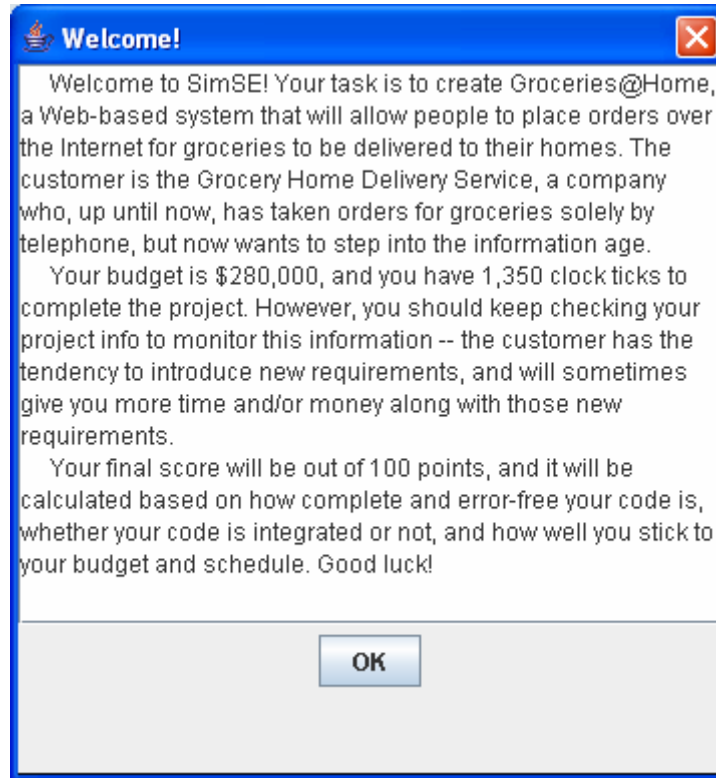 Welcome!
Welcome to SimSE! Your task is to create Groceries@Home,
a Web-based system that will allow people to place orders over
the Internet for groceries to be delivered to their homes. The
customer is the Grocery Home Delivery Service, a company
who, up until now, has taken orders for groceries solely by
telephone, but now wants to step into the information age.
Your budget is $280,000, and you have 1,350 clock ticks to
complete the project. However, you should keep checking your
project info to monitor this information -- the customer has the
tendency to introduce new requirements, and will sometimes
give you more time and/or money along with those new
requirements.
Your final score will be out of 100 points, and it will be
calculated based on how complete and error-free your code is,
whether your code is integrated or not, and how well you stick to
your budget and schedule. Good luck!
OK